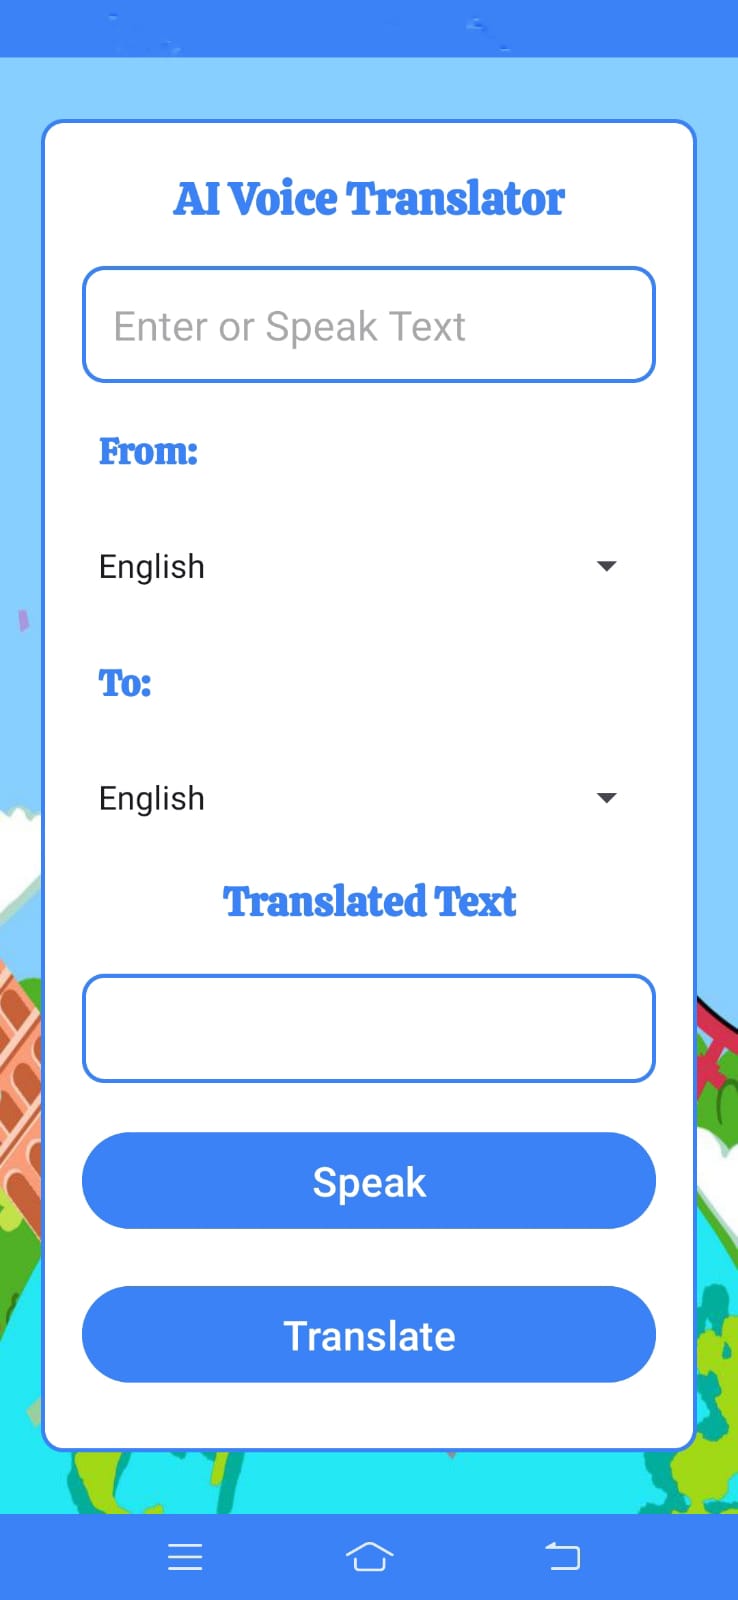 AI Voice Translator
Enter or Speak Text
From:
English
To:
English
Translated Text
Speak
Translate